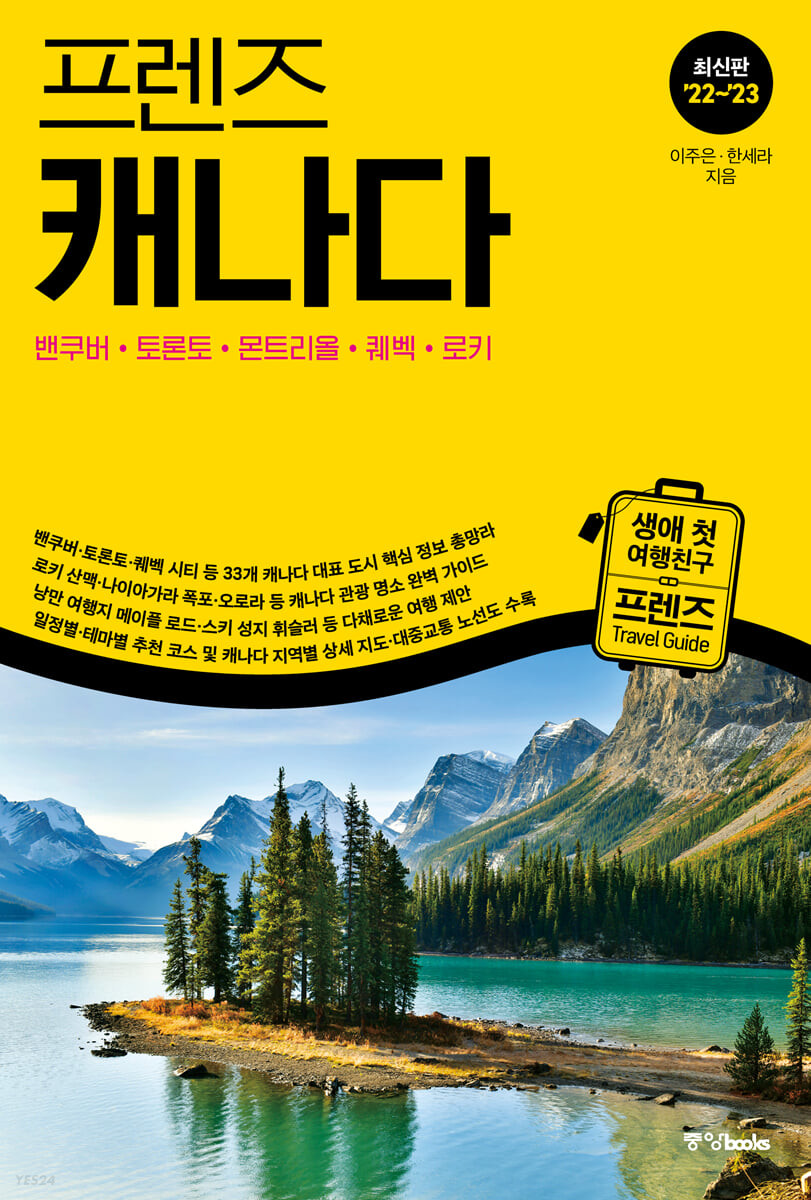 프렌즈
캐나다
최신판
'22~'23
이주은 · 한세라
지음
밴쿠버 • 토론토 • 몬트리올 • 퀘벡 • 로키
밴쿠버·토론토·퀘벡 시티 등 33개 캐나다 대표 도시 핵심 정보 총망라
로키 산맥·나이아가라 폭포·오로라 등 캐나다 관광 명소 완벽 가이드
낭만 여행지 메이플 로드·스키 성지 휘슬러 등 다채로운 여행 제안
일정별·테마별 추천 코스 및 캐나다 지역별 상세 지도·대중교통 노선도 수록
생애 첫
여행친구
프렌즈
Travel Guide
중앙books
YES24